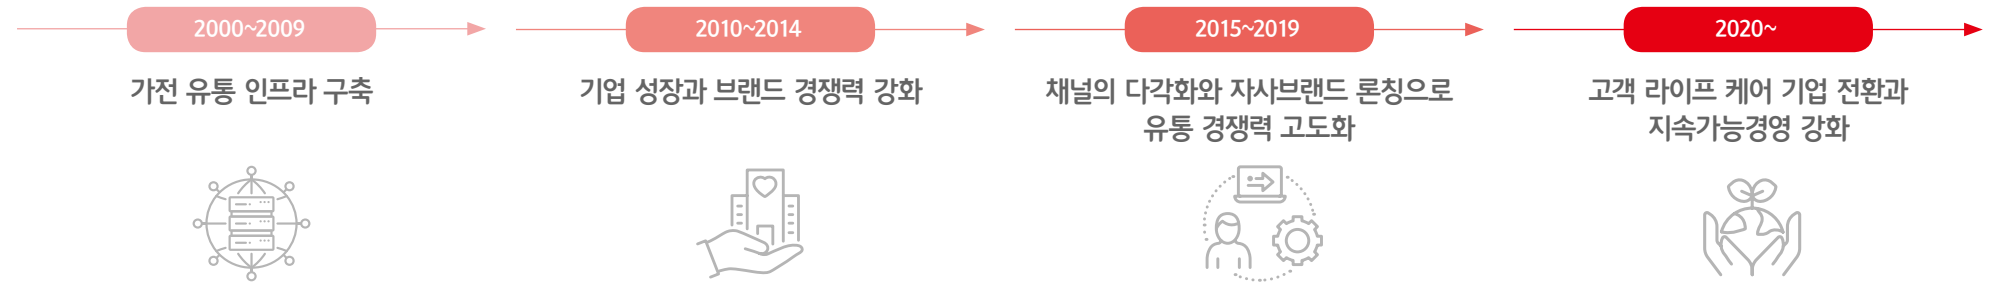 2000~2009
가전 유통 인프라 구축
2010~2014
기업 성장과 브랜드 경쟁력 강화
2015~2019
채널의 다각화와 자사브랜드 론칭으로
유통 경쟁력 고도화
2020~
고객 라이프 케어 기업 전환과
지속가능경영 강화